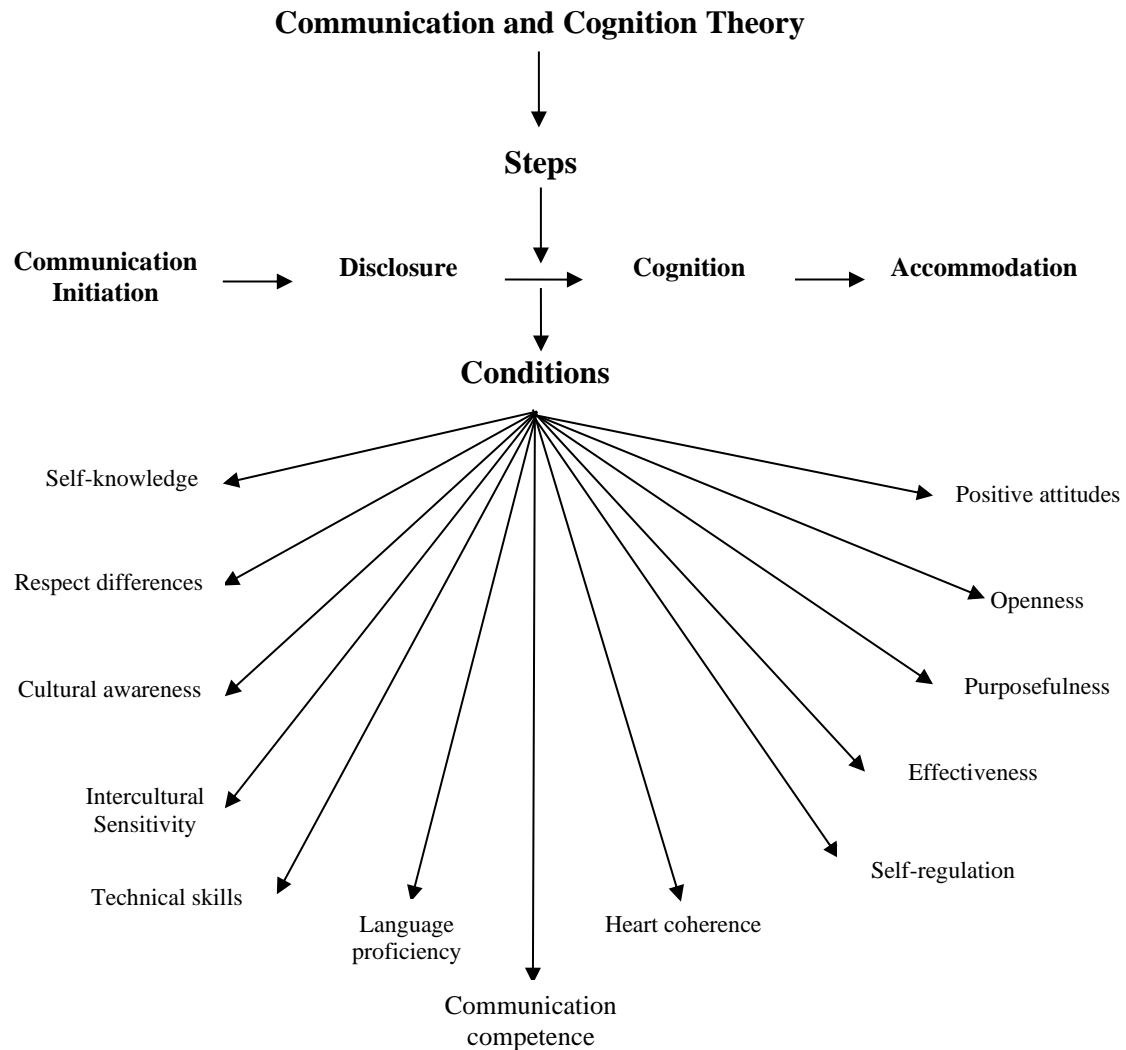 Communication and Cognition Theory
Steps
Communication
Initiation
Disclosure
Cognition
Accommodation
Conditions
Self-knowledge
Positive attitudes
Respect differences
Openness
Cultural awareness
Purposefulness
Effectiveness
Intercultural
Sensitivity
Self-regulation
Technical skills
Language
proficiency
Heart coherence
Communication
competence